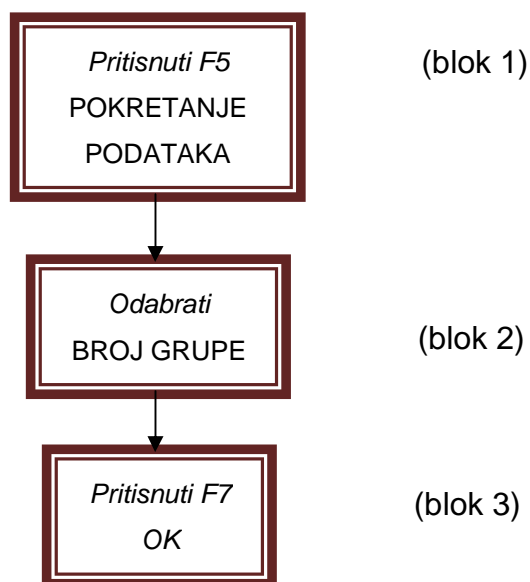 Pritisnuti F5
(blok 1)
POKRETANJE
PODATAKA
Odabrati
BROJ GRUPE
(blok 2)
Pritisnuti F7
OK
(blok 3)